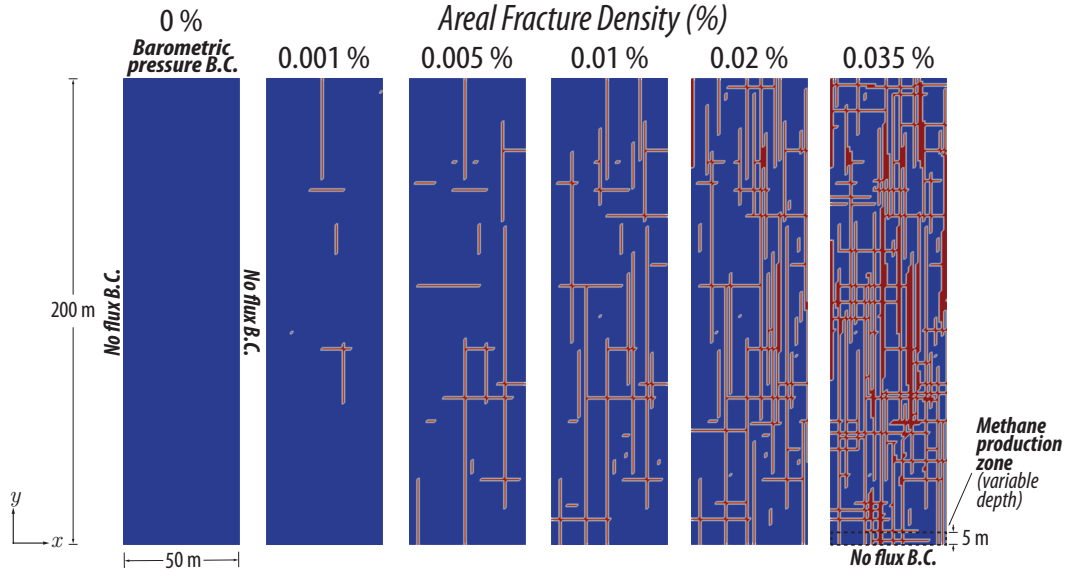 Areal Fracture Density (%)
0 %
Barometric
pressure B.C.
0.001 %
0.005 %
0.01 %
0.02 %
0.035 %
No flux B.C.
No flux B.C.
200 m
Methane
production
zone
(variable
depth)
y
x
5 m
50 m
No flux B.C.